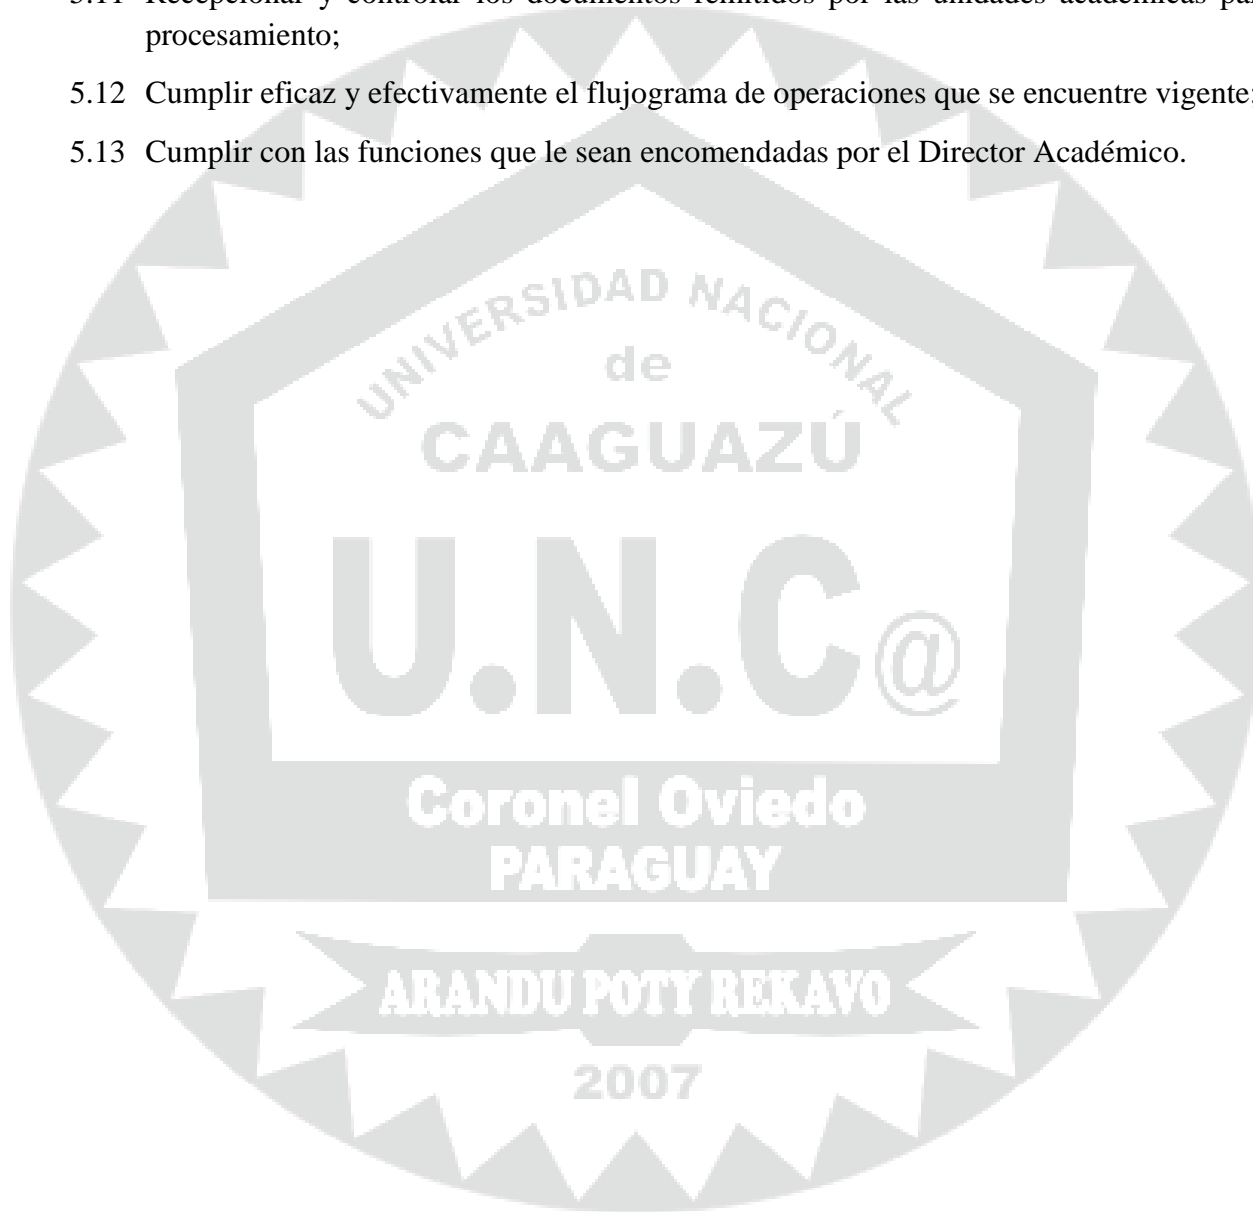 5.11 Recepcionar y controlar los documentos remitidos por las unidades académicas
procesamiento;
5.12 Cumplir eficaz y efectivamente el flujograma de operaciones que se encuentre vigente;
5.13 Cumplir con las funciones que le sean encomendadas por el Director Académico.
UNIVERSIDAD NACIONAL
de
CAAGUAZÚ
U.N.C@
Coronel Oviedo
PARAGUAY
ARANDU POTY REKAVO
2007